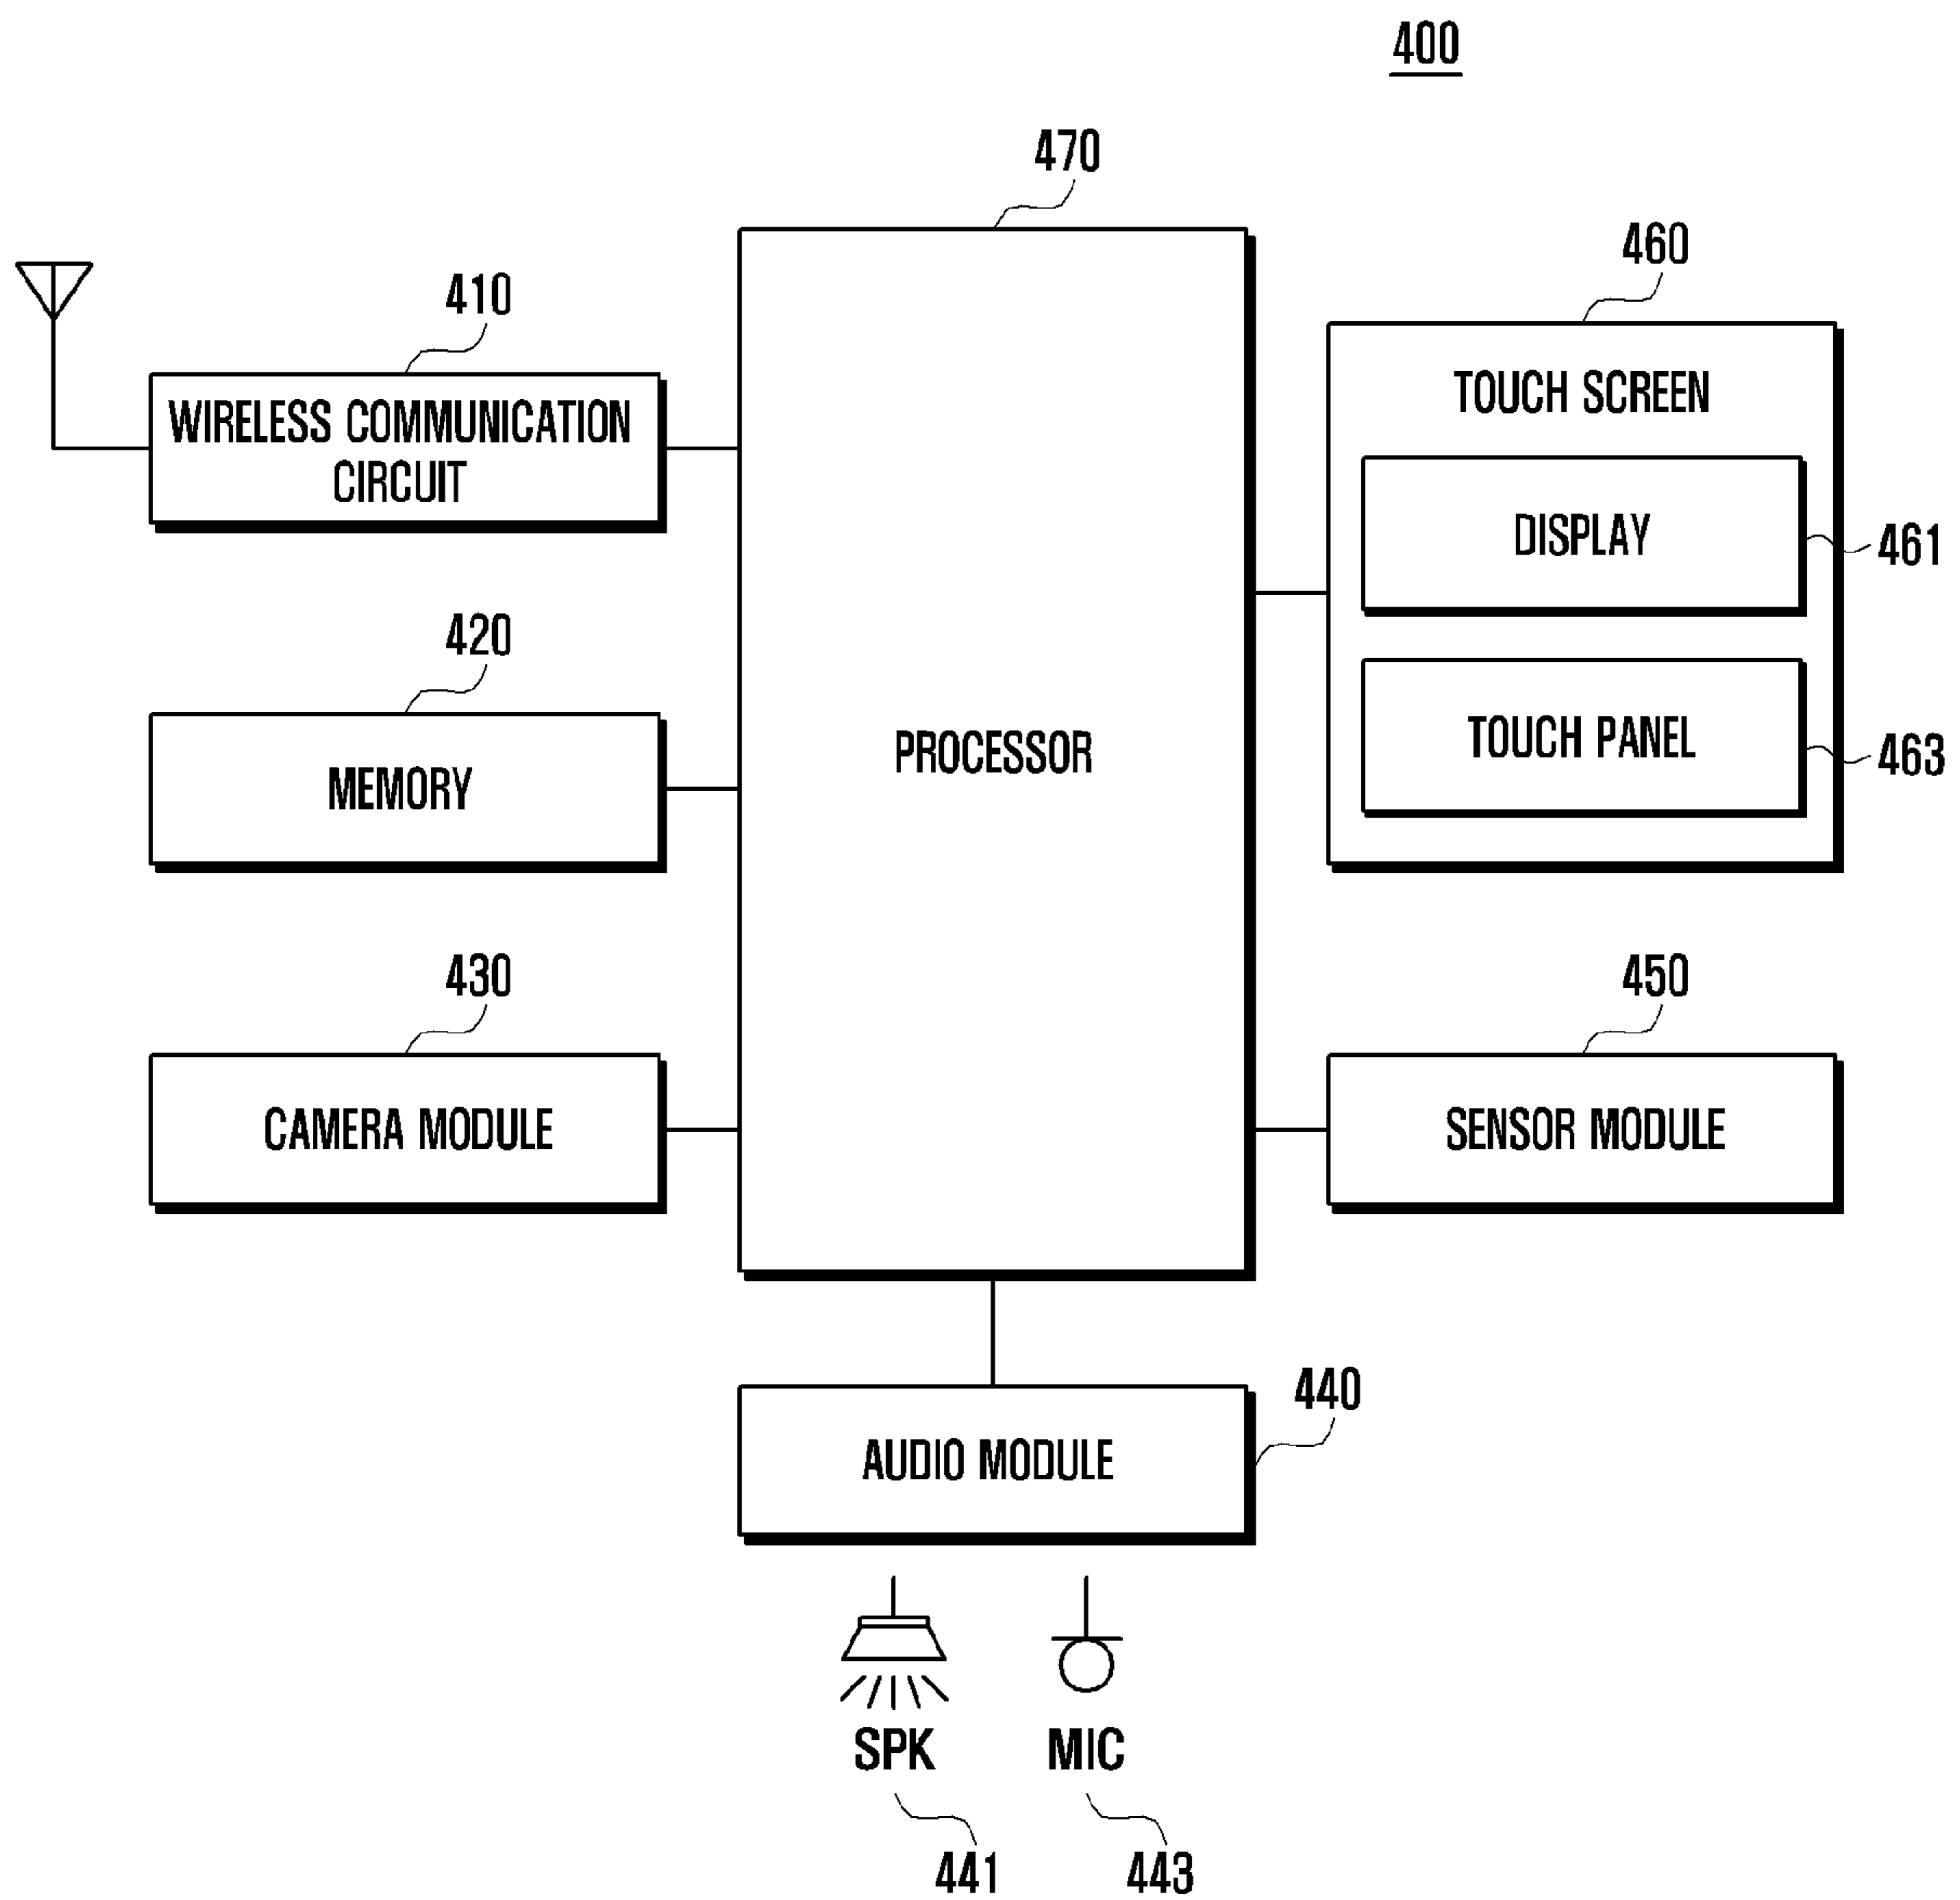 400
470
460
410
WIRELESS COMMUNICATION
CIRCUIT
TOUCH SCREEN
DISPLAY
461
420
MEMORY
PROCESSOR
TOUCH PANEL
463
430
450
CAMERA MODULE
SENSOR MODULE
440
AUDIO MODULE
SPK
MIC
441
443